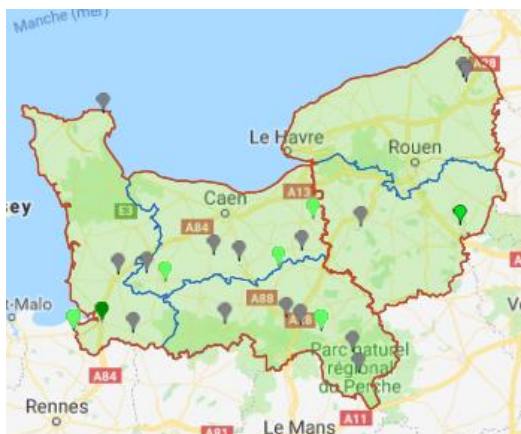 Manche (mer)
A28
Le Havre
Rouen
A13
Caen
sey
E3
A84
A88
-Malo
Parc naturel
régional
du Perche
A84
Rennes
A11
Le Mans
A81